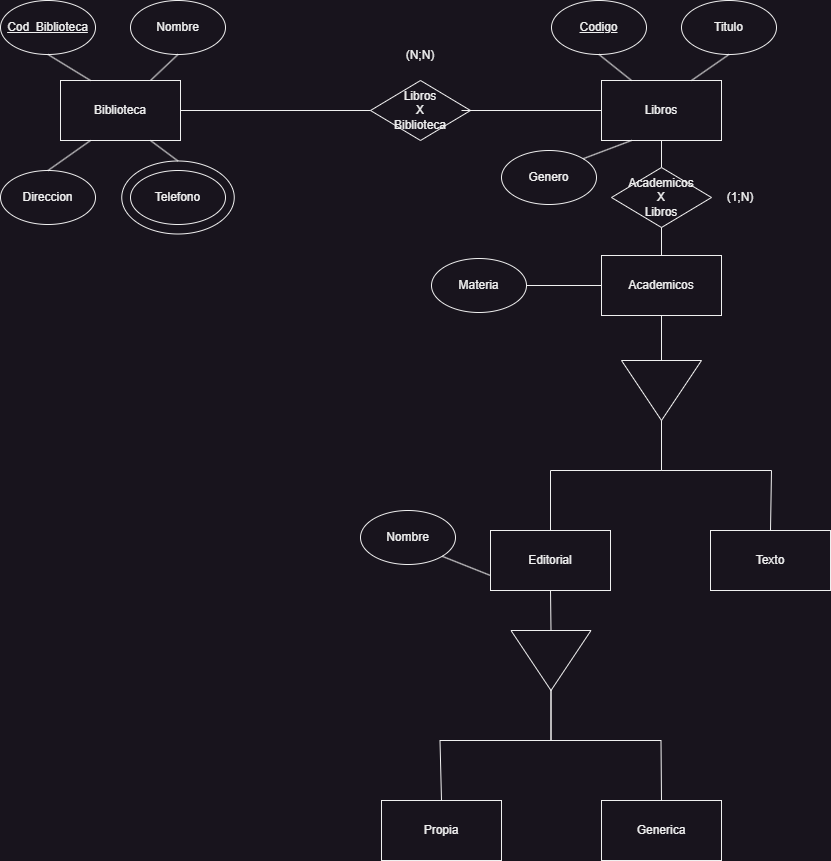 Cod_Biblioteca
Nombre
Codigo
Titulo
(N;N)
Biblioteca
Libros
X
Biblioteca
Libros
Direccion
Telefono
Genero
Academicos
X
Libros
(1;N)
Materia
Academicos
Nombre
Editorial
Texto
Propia
Generica